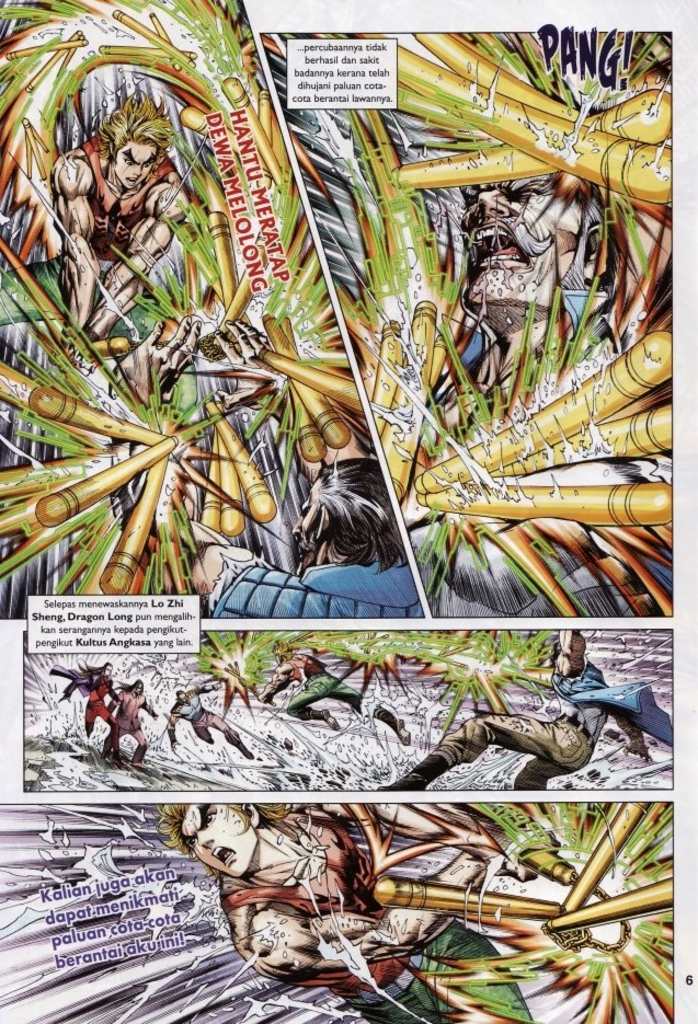 ...percubaannya tidak
berhasil dan sakit
badannya kerana telah
dihujani paluan cota-
cota berantai lawannya.
PANG!
HANTU-MERATAP
DEWA MELOLONG
Selepas menewaskannya Lo Zhi
Sheng, Dragon Long pun mengalih-
kan serangannya kepada pengikut-
pengikut Kultus Angkasa yang lain.
Kalian juga akan
dapat menikmati
paluan cota-cota
berantai aku ini!
6